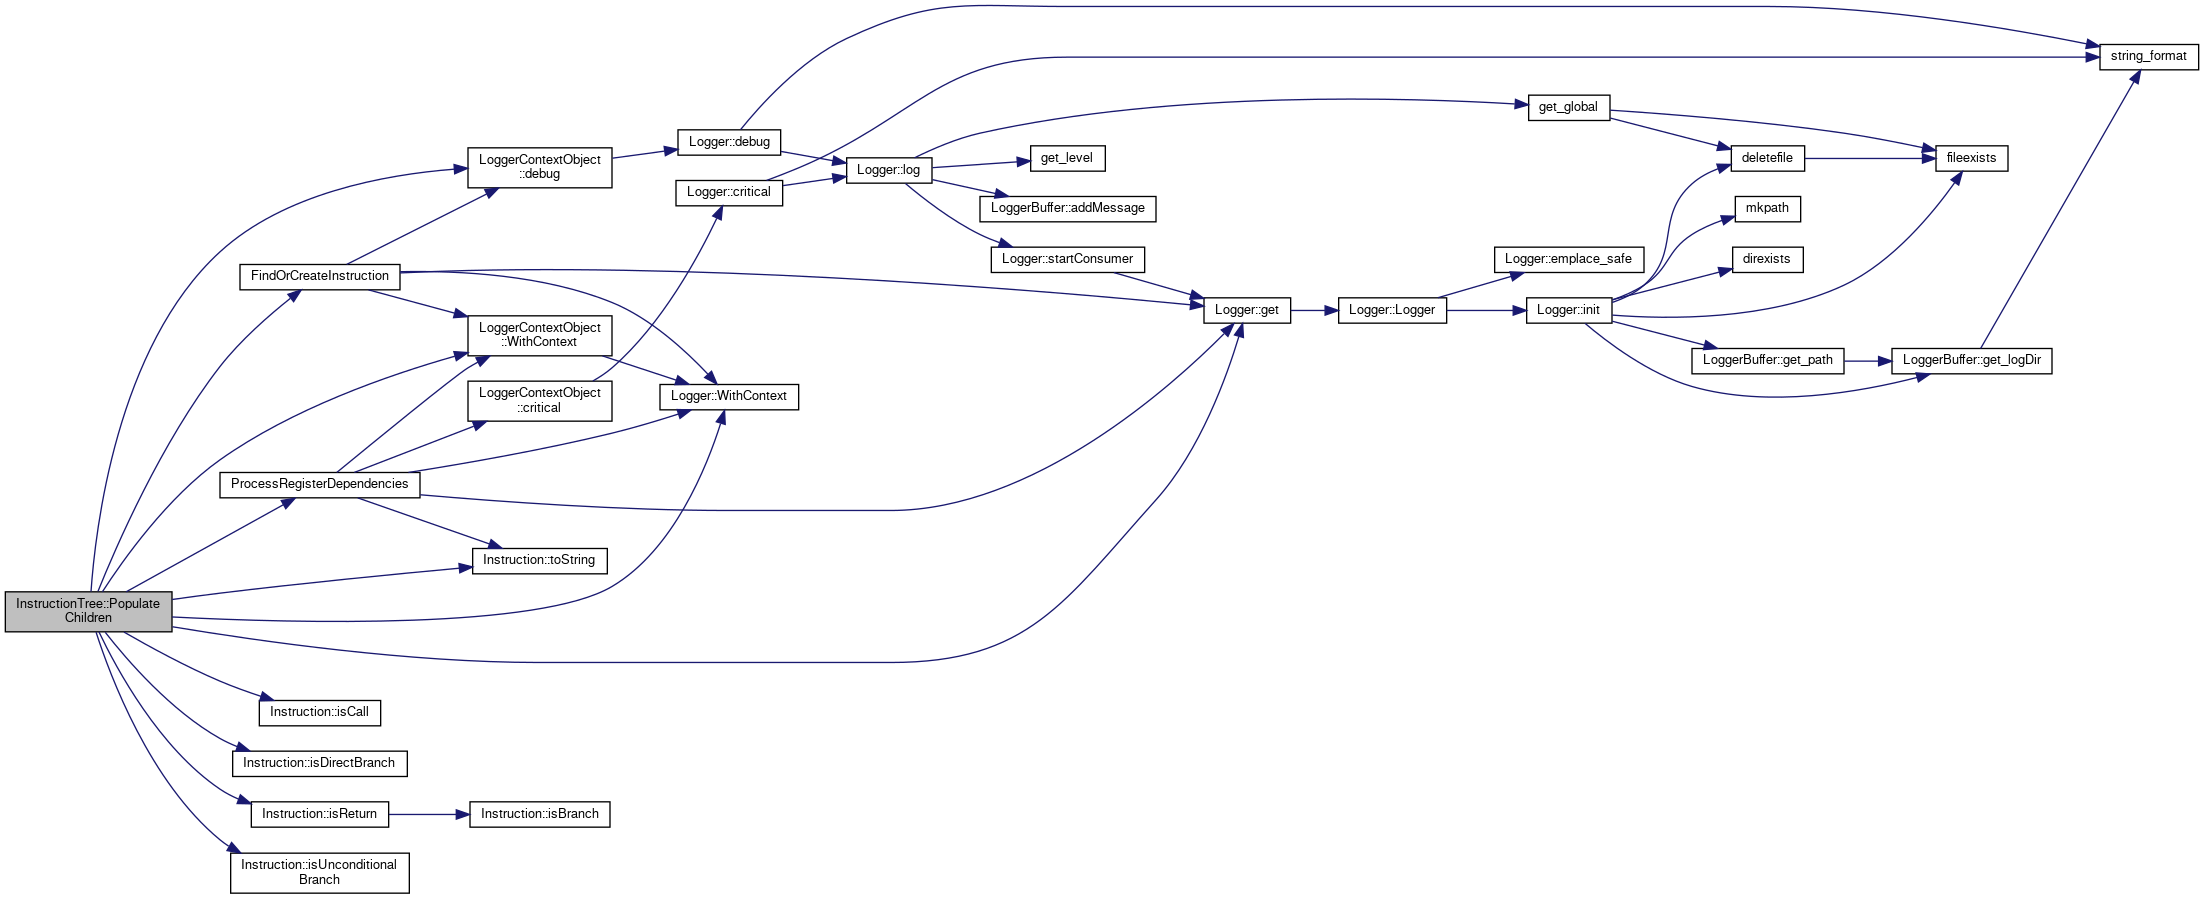 string_format
get_global
Logger::debug
LoggerContextObject
::debug
get_level
deletefile
fileexists
Logger::log
Logger::critical
LoggerBuffer::addMessage
mkpath
FindOrCreateInstruction
Logger::startConsumer
Logger::emplace_safe
direxists
LoggerContextObject
::WithContext
Logger::get
Logger::Logger
Logger::init
LoggerBuffer::get_path
LoggerBuffer::get_logDir
LoggerContextObject
::critical
Logger::WithContext
ProcessRegisterDependencies
Instruction::toString
InstructionTree::Populate
Children
Instruction::isCall
Instruction::isDirectBranch
Instruction::isReturn
Instruction::isBranch
Instruction::isUnconditional
Branch